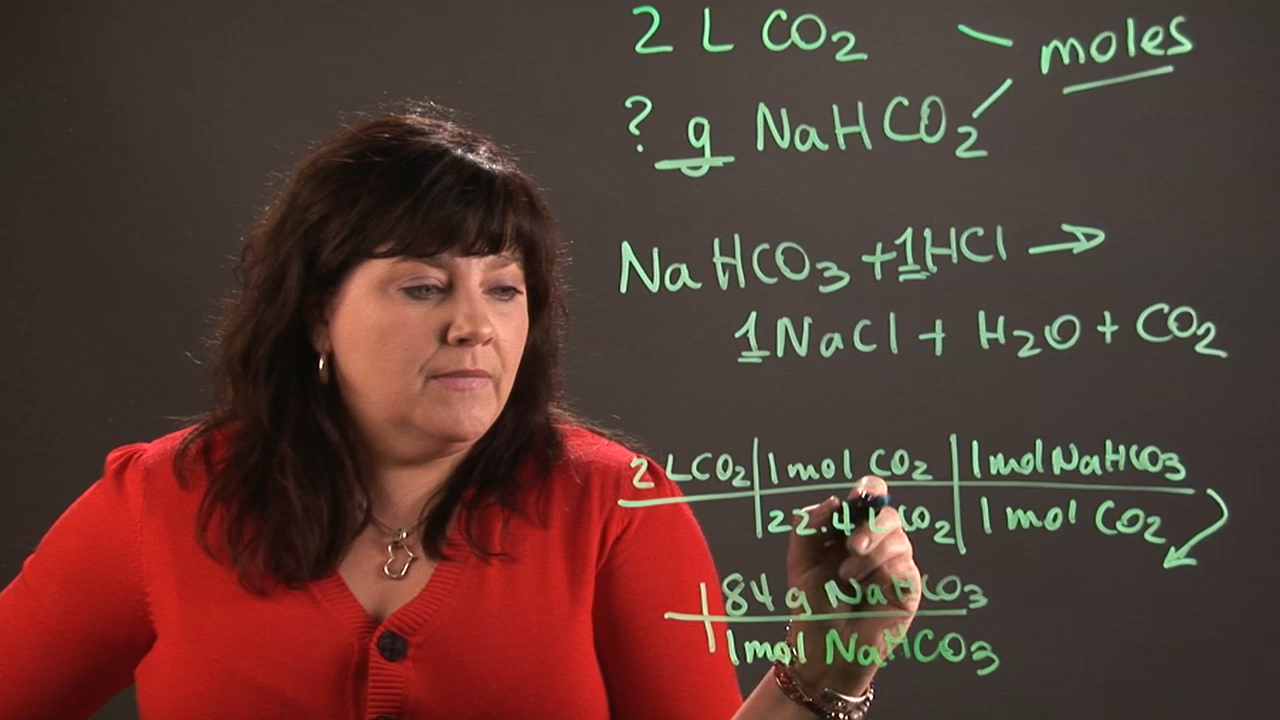 2 L CO2
moles
? g NaHCO2
NaHCO3 + 1HCl →
1NaCl + H2O + CO2
2 LCO2 | 1 mol CO2 | 1 mol NaHCO3
22.4 L CO2 | 1 mol CO2
84 g NaHCO3
1 mol NaHCO3